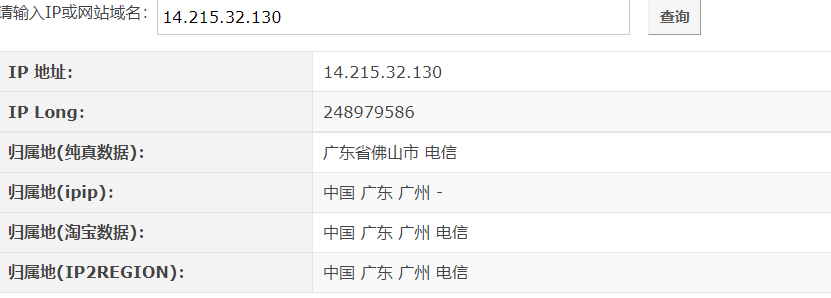 请输入IP或网站域名: 14.215.32.130 查询
IP 地址: 14.215.32.130
IP Long: 248979586
归属地(纯真数据): 广东省佛山市 电信
归属地(ipip): 中国 广东 广州 -
归属地(淘宝数据): 中国 广东 广州 电信
归属地(IP2REGION): 中国 广东 广州 电信